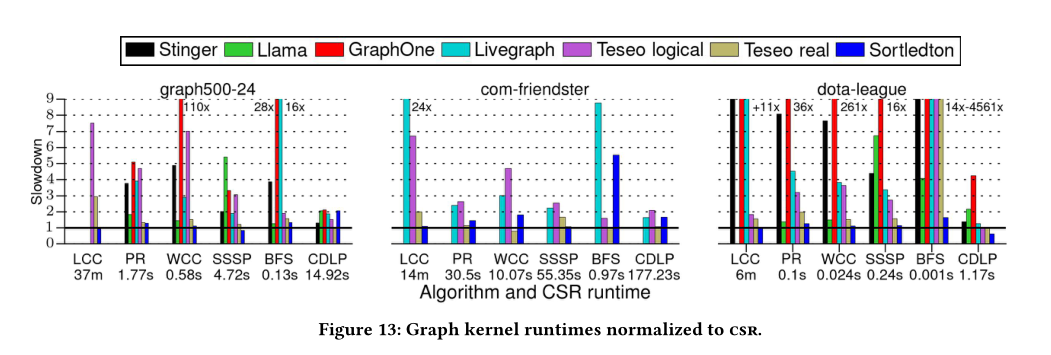 Stinger Llama GraphOne Livegraph Teseo logical Teseo real Sortledton
graph500-24 com-friendster dota-league
Slowdown
9
8
7
6
5
4
3
2
1
0
110x 28x 16x 24x +11x 36x 261x 16x 14x-4561x
LCC PR WCC SSSP BFS CDLP LCC PR WCC SSSP BFS CDLP LCC PR WCC SSSP BFS CDLP
37m 1.77s 0.58s 4.72s 0.13s 14.92s 14m 30.5s 10.07s 55.35s 0.97s 177.23s 6m 0.1s 0.024s 0.24s 0.001s 1.17s
Algorithm and CSR runtime
Figure 13: Graph kernel runtimes normalized to CSR.